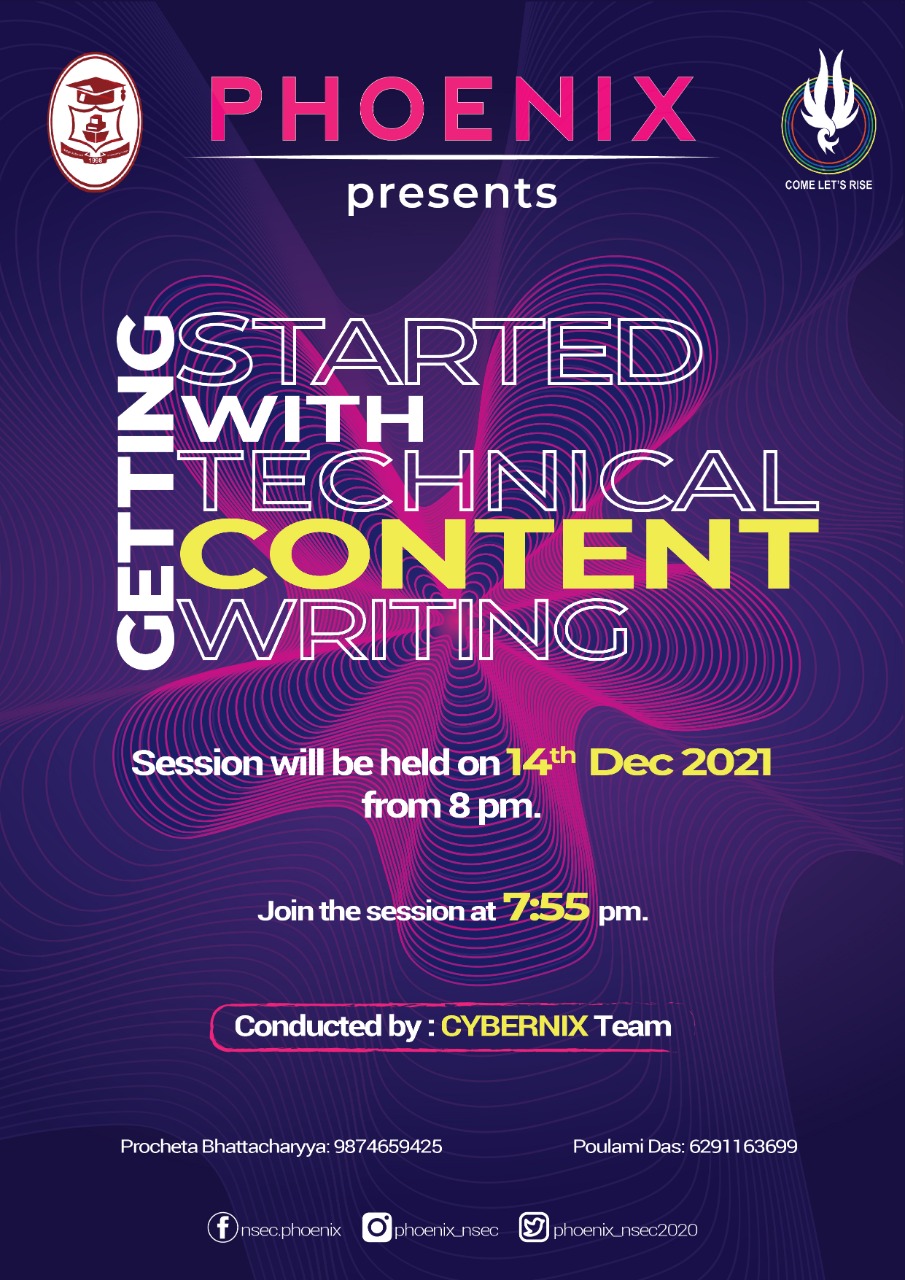 PHOENIX
presents
COME LET'S RISE
1998
GETTING
STARTED
WITH
TECHNICAL
CONTENT
WRITING
Session will be held on 14th Dec 2021
from 8 pm.
Join the session at 7:55 pm.
Conducted by : CYBERNIX Team
Procheta Bhattacharyya: 9874659425 Poulami Das: 6291163699
nsec.phoenix phoenix_nsec phoenix_nsec2020